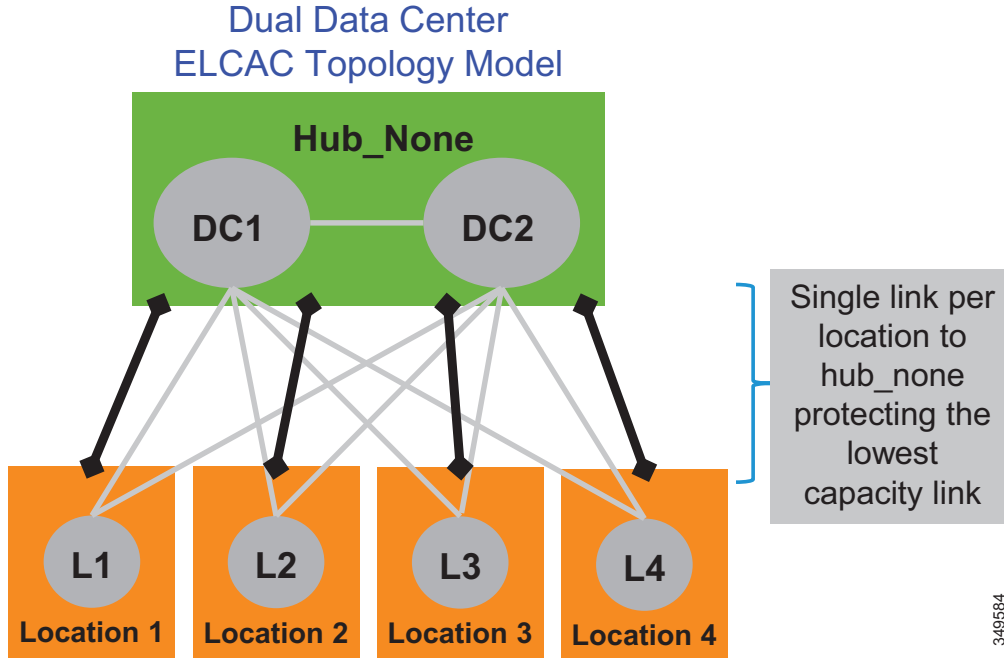 Dual Data Center
ELCAC Topology Model
Hub_None
DC1
DC2
Single link per
location to
hub_none
protecting the
lowest
capacity link
L1
L2
L3
L4
Location 1
Location 2
Location 3
Location 4
349584